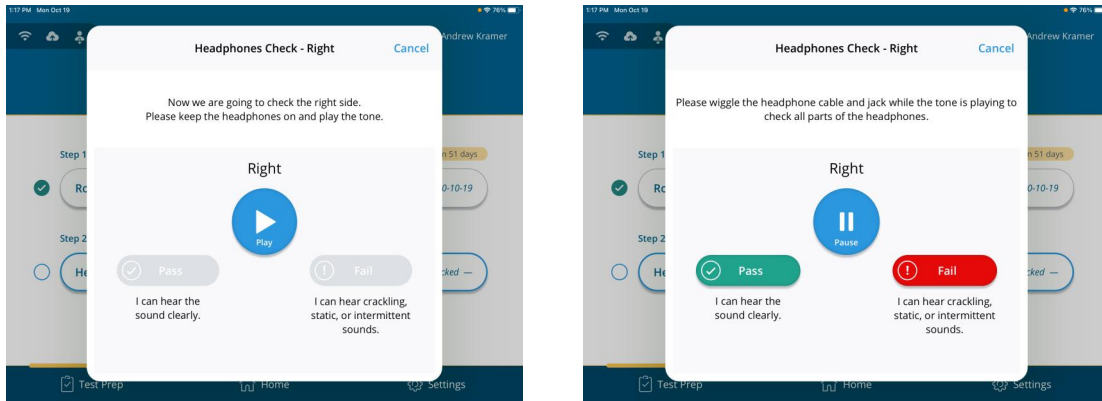 1:17 PM Mon Oct 19
76%
Headphones Check - Right
Cancel
Andrew Kramer
Now we are going to check the right side.
Please keep the headphones on and play the tone.
Step 1
n 51 days
Right
Ro
0-10-19
Play
Step 2
Pass
Fail
He
cked —
I can hear the
sound clearly.
I can hear crackling,
static, or intermittent
sounds.
Test Prep
Home
Settings
1:17 PM Mon Oct 19
76%
Headphones Check - Right
Cancel
Andrew Kramer
Please wiggle the headphone cable and jack while the tone is playing to
check all parts of the headphones.
Step 1
n 51 days
Right
Ro
0-10-19
Pause
Step 2
Pass
Fail
He
cked —
I can hear the
sound clearly.
I can hear crackling,
static, or intermittent
sounds.
Test Prep
Home
Settings